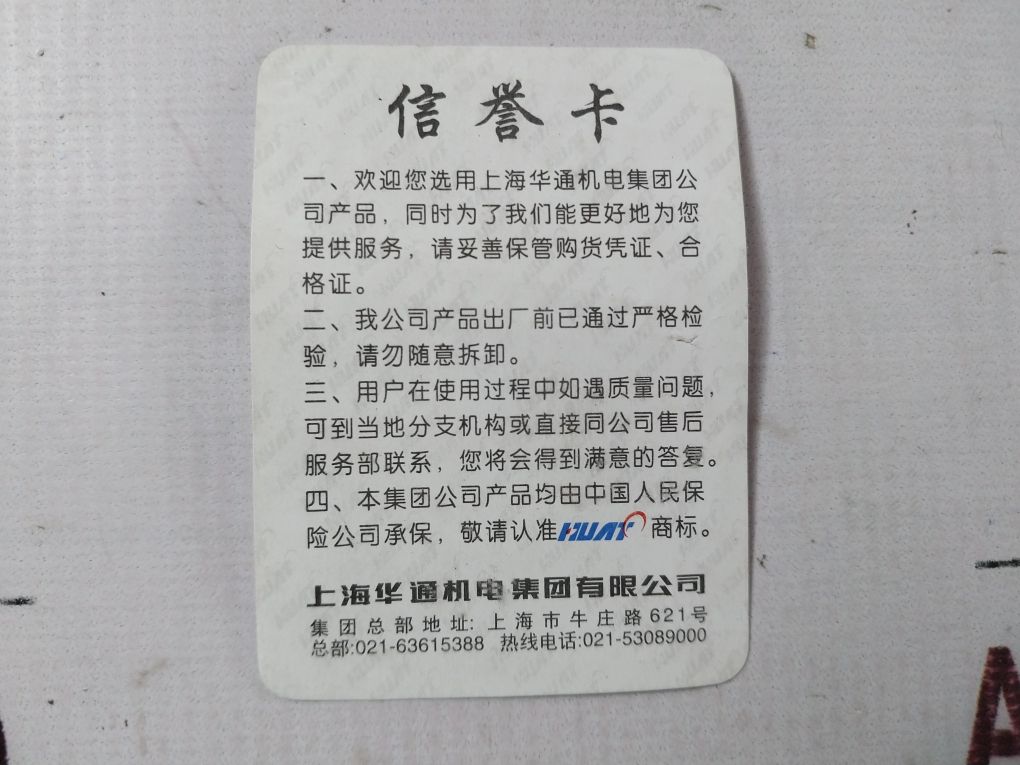 信誉卡
一、欢迎您选用上海华通机电集团公
司产品，同时为了我们能更好地为您
提供服务，请妥善保管购货凭证、合
格证。
二、我公司产品出厂前已通过严格检
验，请勿随意拆卸。
三、用户在使用过程中如遇质量问题，
可到当地分支机构或直接同公司售后
服务部联系，您将会得到满意的答复。
四、本集团公司产品均由中国人民保
险公司承保，敬请认准HUAT商标。
上海华通机电集团有限公司
集团总部地址：上海市牛庄路621号
总部:021-63615388 热线电话:021-53089000
A